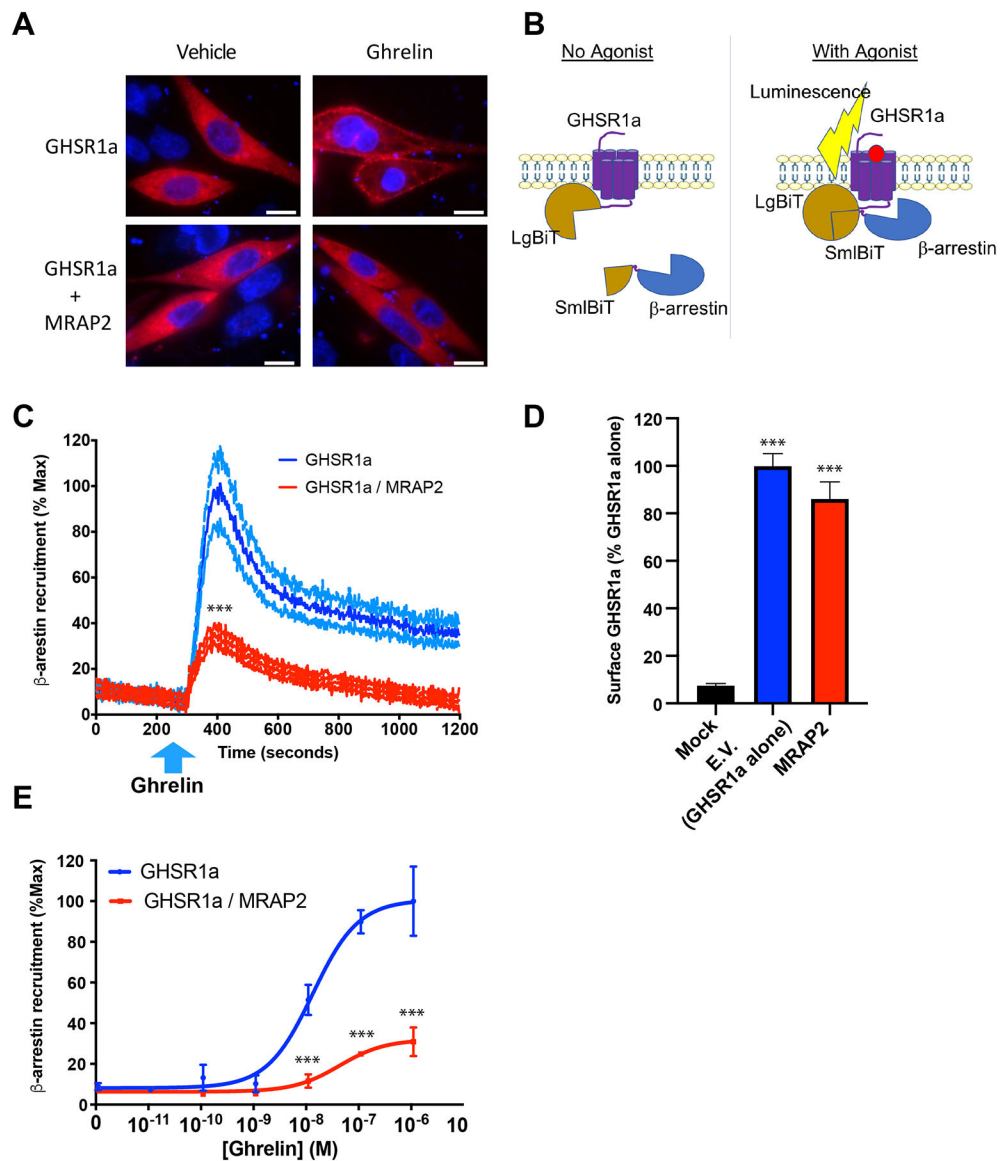 A
Vehicle
Ghrelin
GHSR1a
GHSR1a
+
MRAP2
B
No Agonist
With Agonist
Luminescence
GHSR1a
GHSR1a
LgBiT
LgBiT
SmlBiT
β-arrestin
SmlBiT
β-arrestin
C
β-arestin recruitment (% Max)
120
100
80
60
40
20
0
GHSR1a
GHSR1a / MRAP2
***
0 200 400 600 800 1000 1200
Time (seconds)
Ghrelin
D
Surface GHSR1a (% GHSR1a alone)
120
100
80
60
40
20
0
***
***
Mock
E.V.
(GHSR1a alone)
MRAP2
E
β-arrestin recruitment (%Max)
120
100
80
60
40
20
0
GHSR1a
GHSR1a / MRAP2
***
***
***
0 10-11 10-10 10-9 10-8 10-7 10-6 10
[Ghrelin] (M)